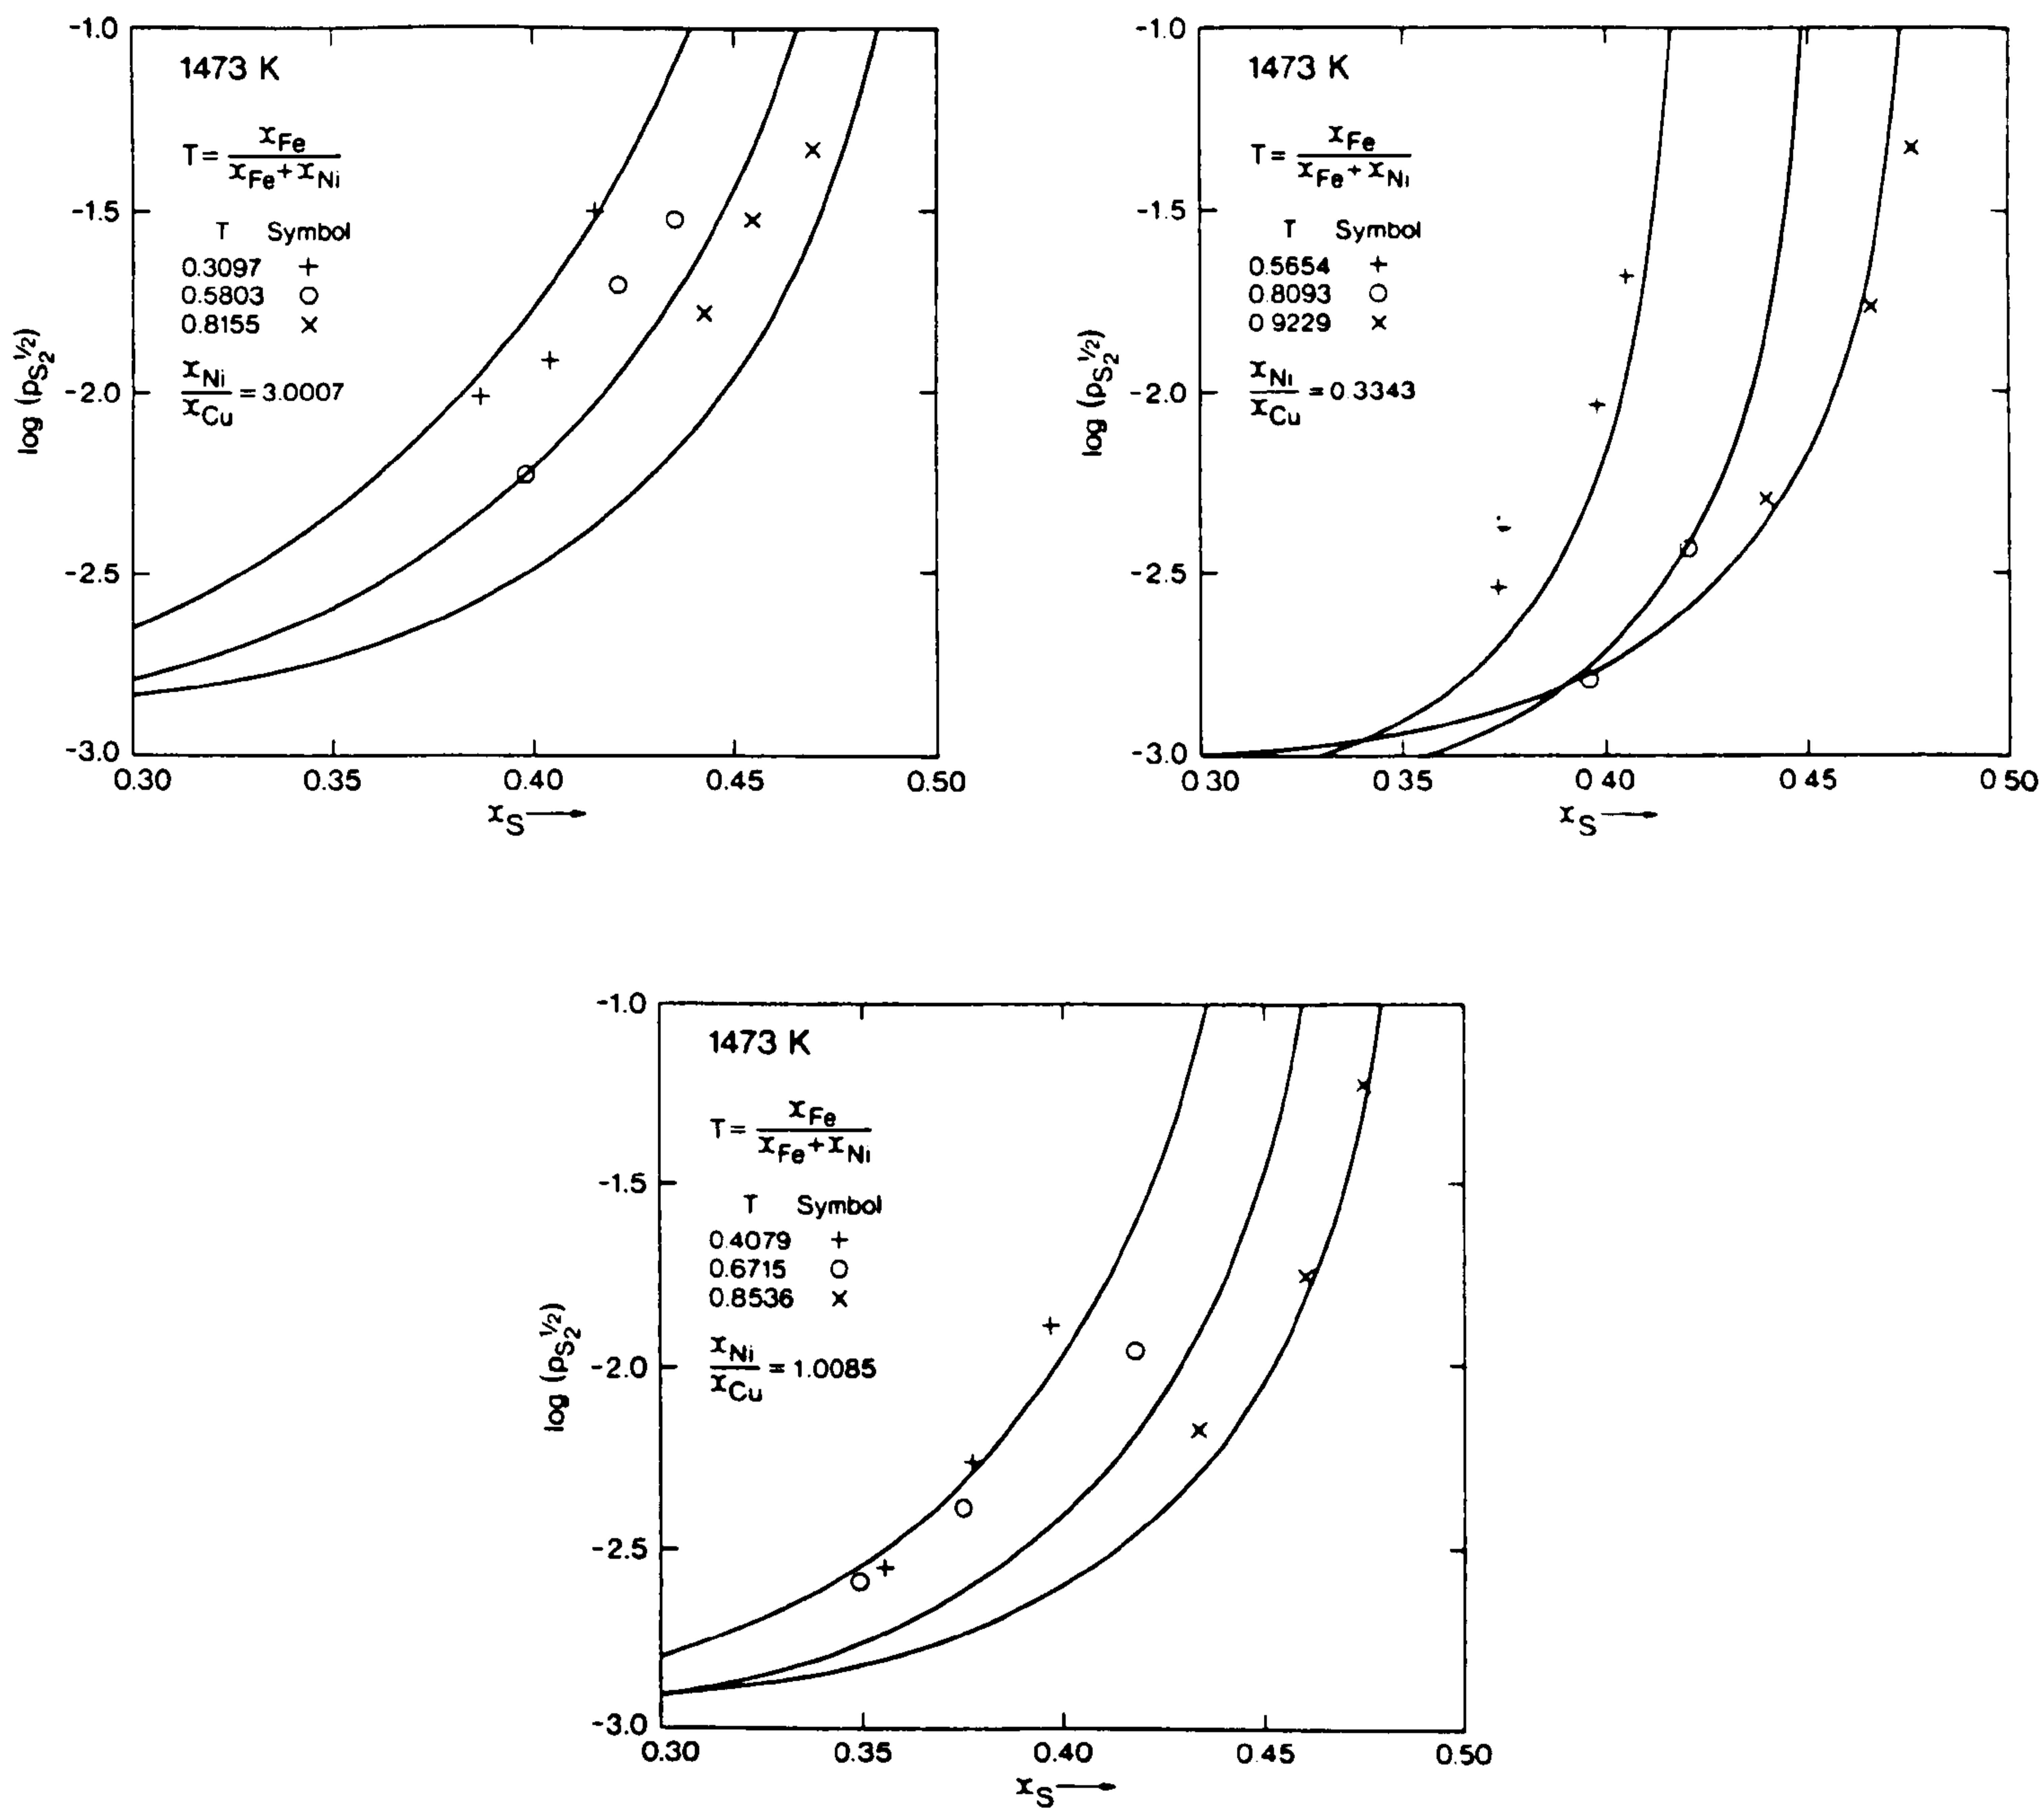 -1.0
1473 K
T = xFe / xFe + xNi
-1.5
T Symbol
0.3097 +
0.5803 O
0.8155 ×
log (pS2^1/2)
-2.0
xNi / xCu = 3.0007
-2.5
-3.0
0.30 0.35 0.40 0.45 0.50
xS →
-1.0
1473 K
T = xFe / xFe + xNi
-1.5
T Symbol
0.5654 +
0.8093 O
0 9229 ×
log (pS2^1/2)
-2.0
xNi / xCu = 0.3343
-2.5
-3.0
0 30 0.35 0 40 0.45 0 50
xS →
-1.0
1473 K
T = xFe / xFe + xNi
-1.5
T Symbol
0.4079 +
0.6715 O
0.8536 ×
log (pS2^1/2)
-2.0
xNi / xCu = 1.0085
-2.5
-3.0
0.30 0.35 0.40 0.45 0.50
xS →